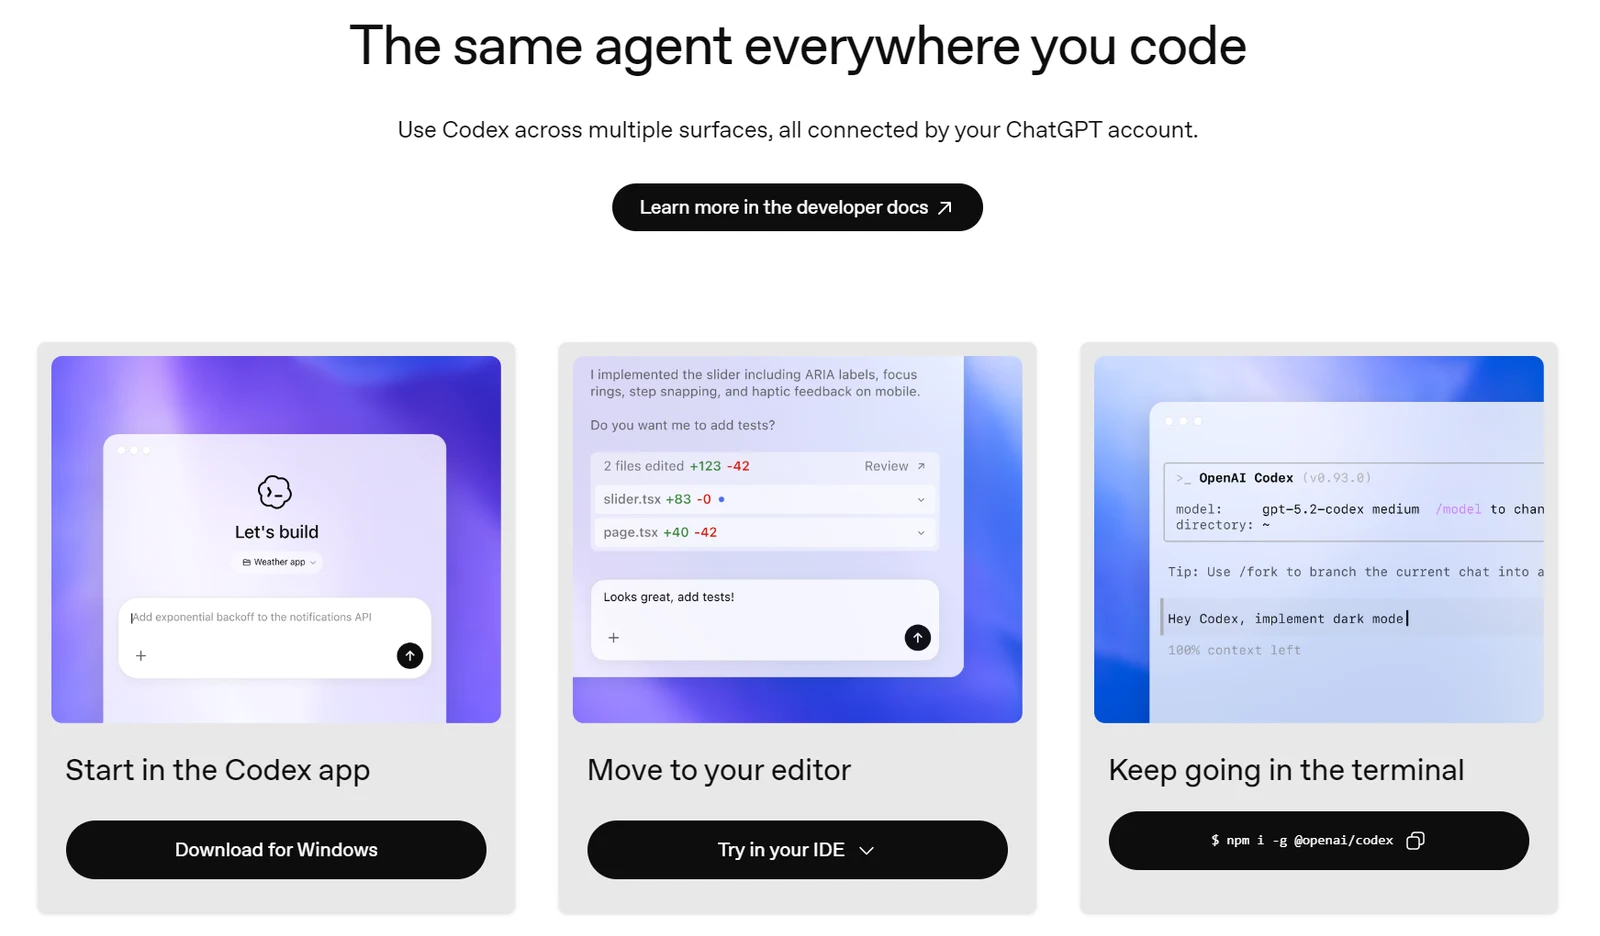 The same agent everywhere you code
Use Codex across multiple surfaces, all connected by your ChatGPT account.
Learn more in the developer docs
Let's build
Weather app
Add exponential backoff to the notifications API
Start in the Codex app
Download for Windows
I implemented the slider including ARIA labels, focus
rings, step snapping, and haptic feedback on mobile.
Do you want me to add tests?
2 files edited +123 -42 Review
slider.tsx +83 -0
page.tsx +40 -42
Looks great, add tests!
Move to your editor
Try in your IDE
>_ OpenAI Codex (v0.93.0)
model: gpt-5.2-codex medium /model to chan
directory: ~
Tip: Use /fork to branch the current chat into a
Hey Codex, implement dark mode
100% context left
Keep going in the terminal
$ npm i -g @openai/codex